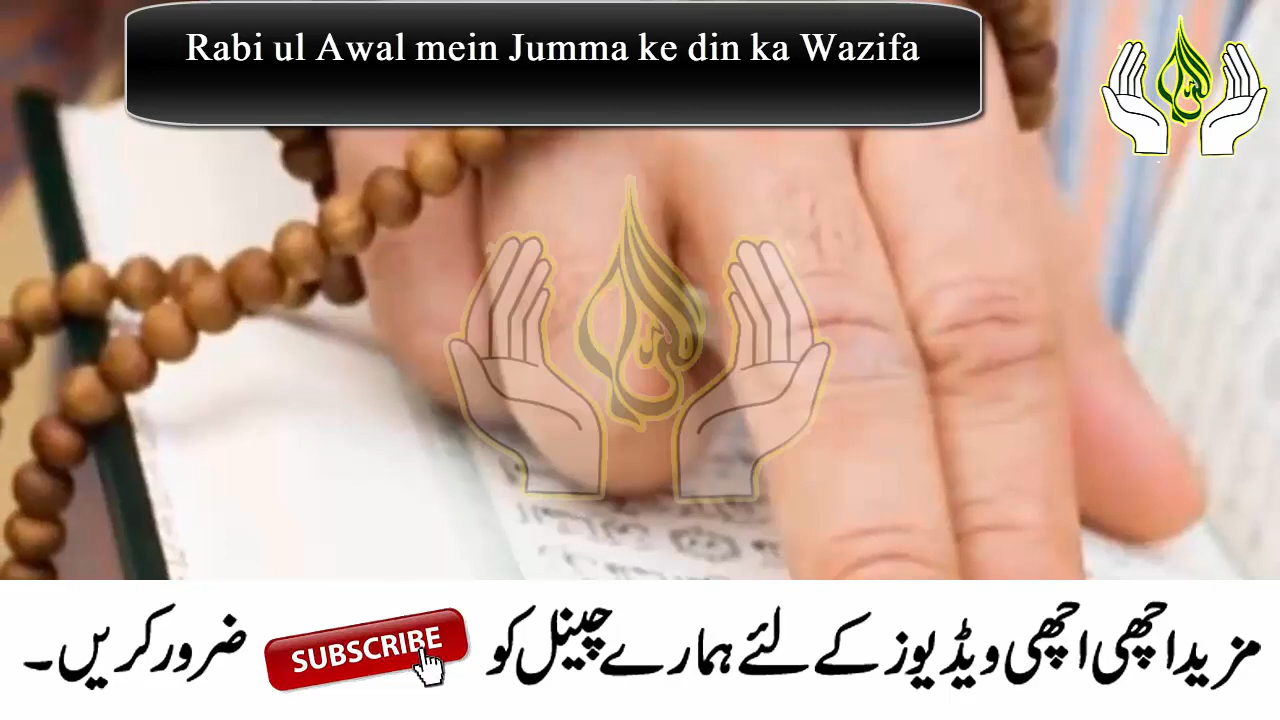 Rabi ul Awal mein Jumma ke din ka Wazifa
مزید اچھی اچھی ویڈیوز کے لئے ہمارے چینل کو SUBSCRIBE ضرور کریں۔